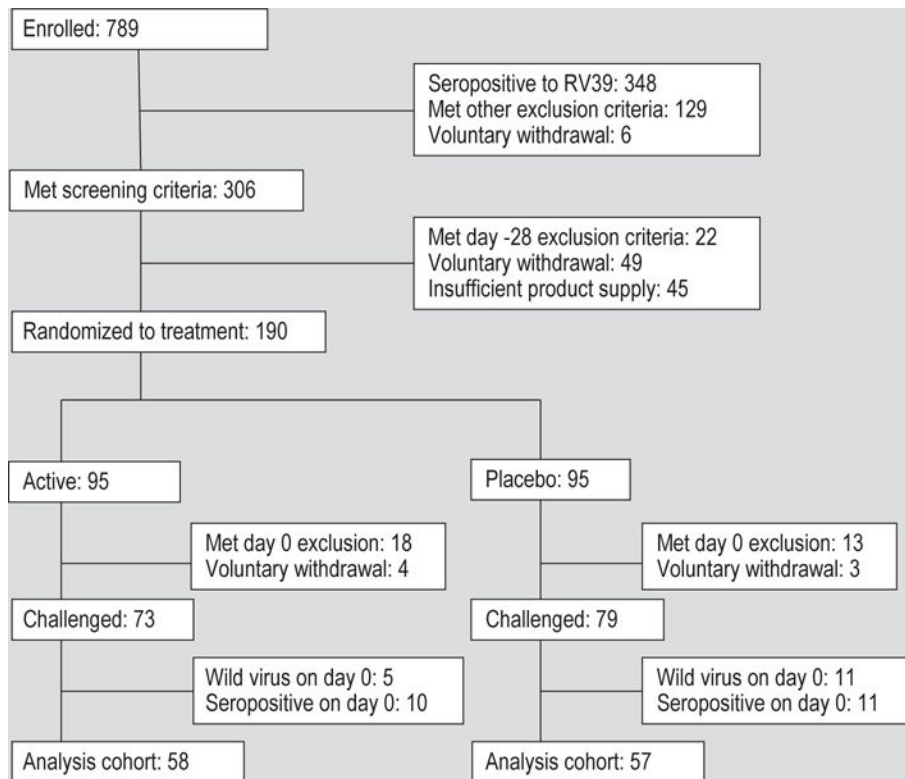 Enrolled: 789
Seropositive to RV39: 348
Met other exclusion criteria: 129
Voluntary withdrawal: 6
Met screening criteria: 306
Met day -28 exclusion criteria: 22
Voluntary withdrawal: 49
Insufficient product supply: 45
Randomized to treatment: 190
Active: 95
Placebo: 95
Met day 0 exclusion: 18
Voluntary withdrawal: 4
Met day 0 exclusion: 13
Voluntary withdrawal: 3
Challenged: 73
Challenged: 79
Wild virus on day 0: 5
Seropositive on day 0: 10
Wild virus on day 0: 11
Seropositive on day 0: 11
Analysis cohort: 58
Analysis cohort: 57